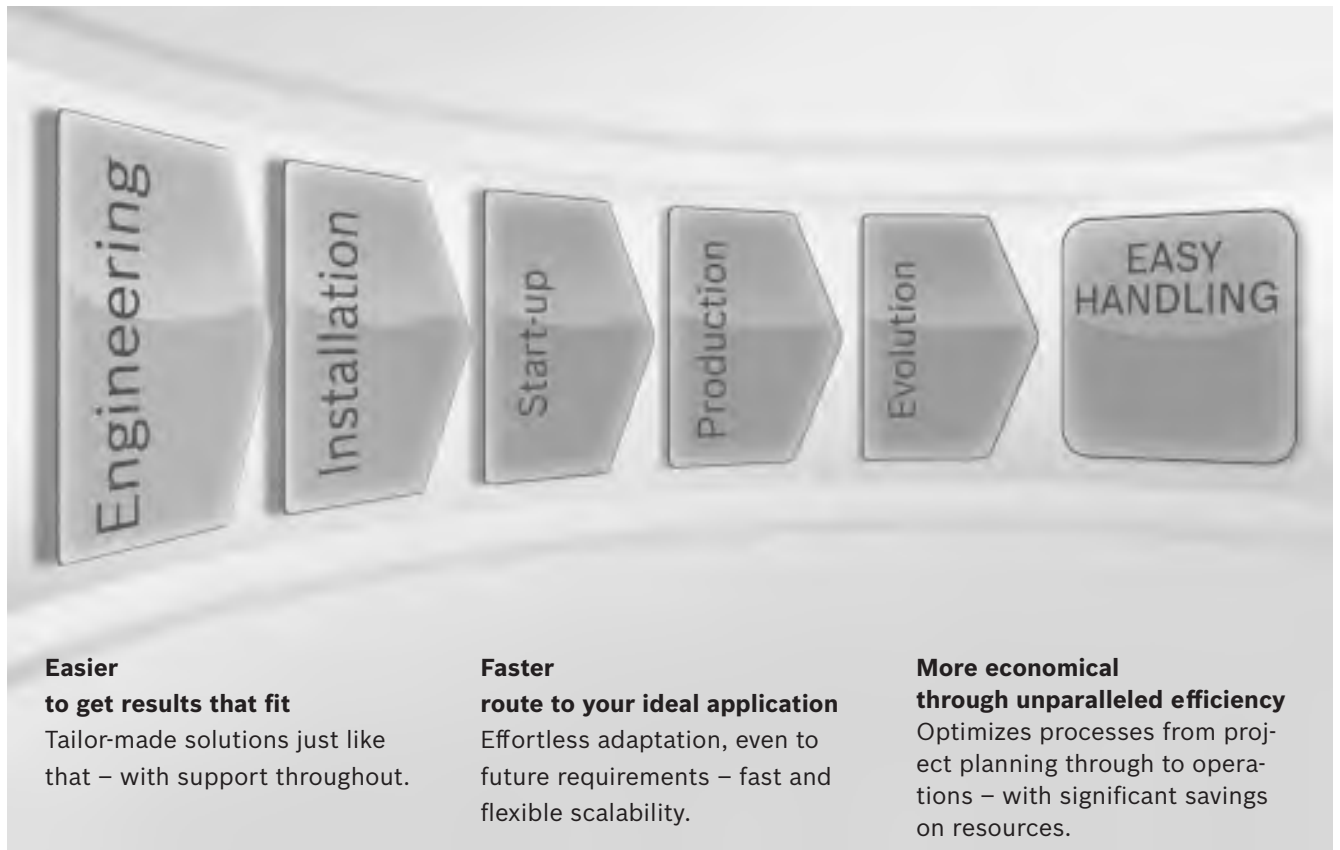 Engineering
Installation
Start-up
Production
Evolution
EASY
HANDLING
Easier
to get results that fit
Tailor-made solutions just like
that – with support throughout.
Faster
route to your ideal application
Effortless adaptation, even to
future requirements – fast and
flexible scalability.
More economical
through unparalleled efficiency
Optimizes processes from proj-
ect planning through to opera-
tions – with significant savings
on resources.